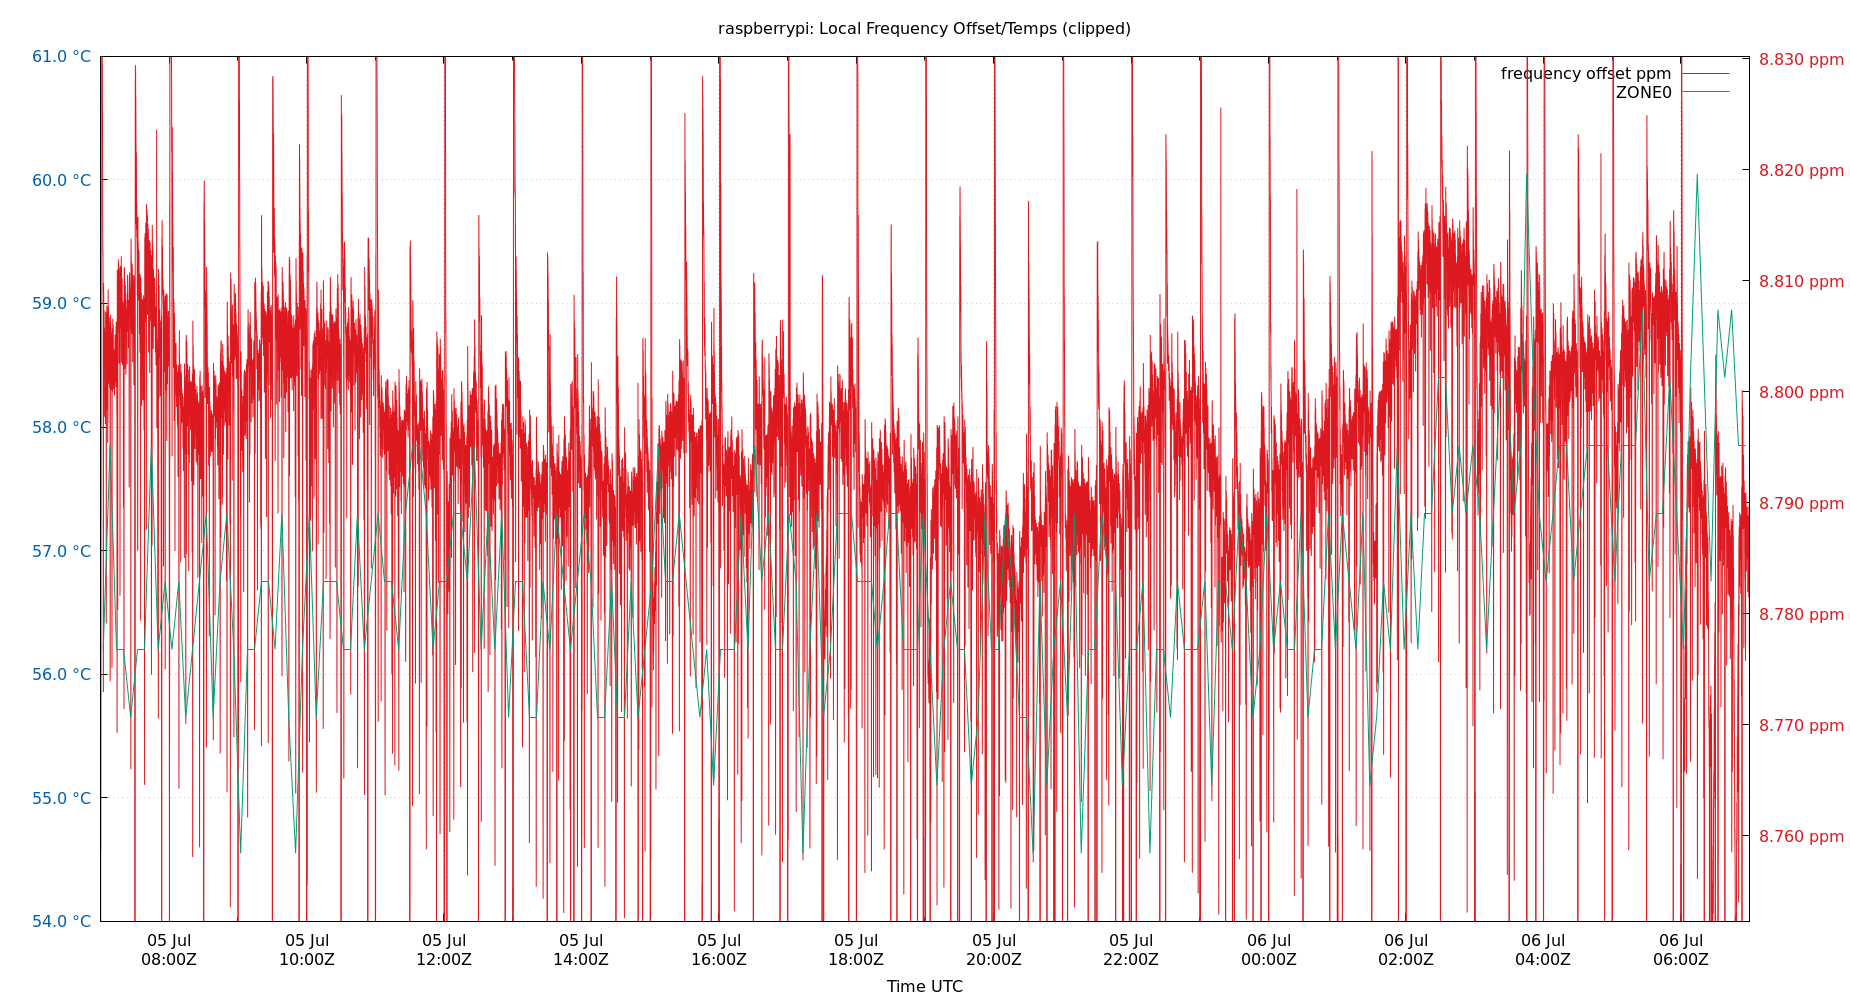 raspberrypi: Local Frequency Offset/Temps (clipped)
61.0 °C
60.0 °C
59.0 °C
58.0 °C
57.0 °C
56.0 °C
55.0 °C
54.0 °C
frequency offset ppm
ZONE0
8.830 ppm
8.820 ppm
8.810 ppm
8.800 ppm
8.790 ppm
8.780 ppm
8.770 ppm
8.760 ppm
05 Jul
08:00Z
05 Jul
10:00Z
05 Jul
12:00Z
05 Jul
14:00Z
05 Jul
16:00Z
05 Jul
18:00Z
05 Jul
20:00Z
05 Jul
22:00Z
06 Jul
00:00Z
06 Jul
02:00Z
06 Jul
04:00Z
06 Jul
06:00Z
Time UTC